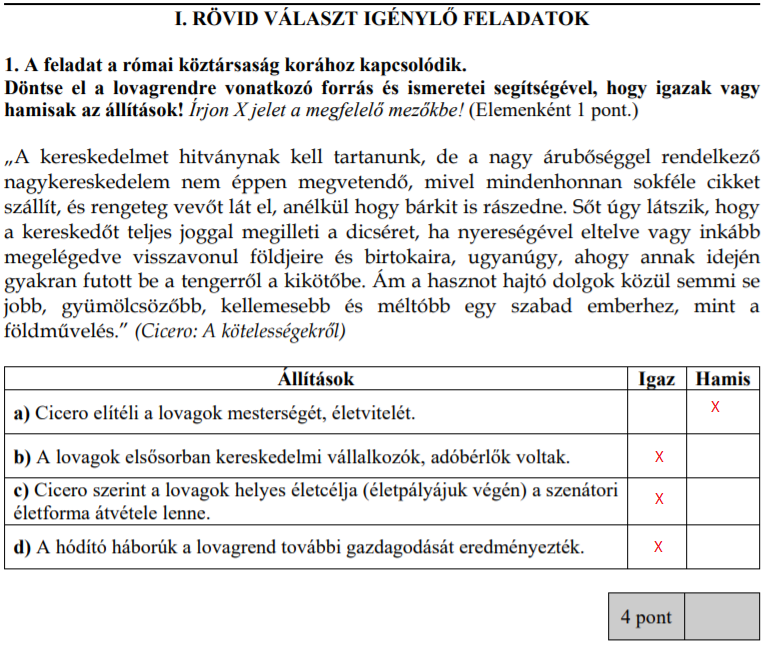 I. RÖVID VÁLASZT IGÉNYLŐ FELADATOK
1. A feladat a római köztársaság korához kapcsolódik.
Döntse el a lovagrendre vonatkozó forrás és ismeretei segítségével, hogy igazak vagy
hamisak az állítások! Írjon X jelet a megfelelő mezőkbe! (Elemenként 1 pont.)
„A kereskedelmet hitványnak kell tartanunk, de a nagy árubőséggel rendelkező
nagykereskedelem nem éppen megvetendő, mivel mindenhonnan sokféle cikket
szállít, és rengeteg vevőt lát el, anélkül hogy bárkit is rászedne. Sőt úgy látszik, hogy
a kereskedőt teljes joggal megilleti a dicséret, ha nyereségével eltelve vagy inkább
megelégedve visszavonul földjeire és birtokaira, ugyanúgy, ahogy annak idején
gyakran futott be a tengerről a kikötőbe. Ám a hasznot hajtó dolgok közül semmi se
jobb, gyümölcsözőbb, kellemesebb és méltóbb egy szabad emberhez, mint a
földművelés.” (Cicero: A kötelességekről)
Állítások Igaz Hamis
a) Cicero elítéli a lovagok mesterségét, életvitelét. X
b) A lovagok elsősorban kereskedelmi vállalkozók, adóbérlők voltak. X
c) Cicero szerint a lovagok helyes életcélja (életpályájuk végén) a szenátori
életforma átvétele lenne. X
d) A hódító háborúk a lovagrend további gazdagodását eredményezték. X
4 pont